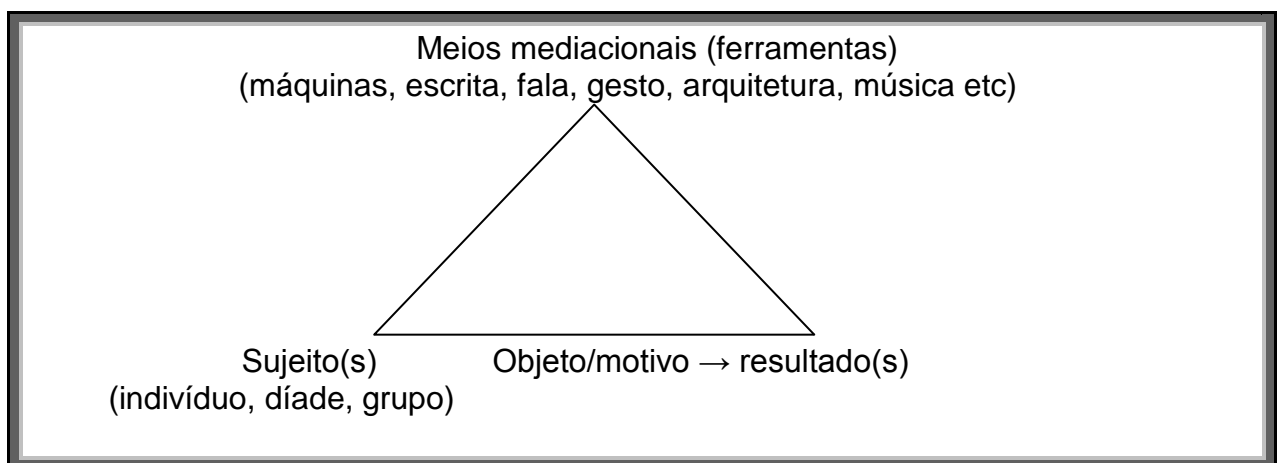 Meios mediacionais (ferramentas)
(máquinas, escrita, fala, gesto, arquitetura, música etc)
Sujeito(s) Objeto/motivo → resultado(s)
(indivíduo, díade, grupo)